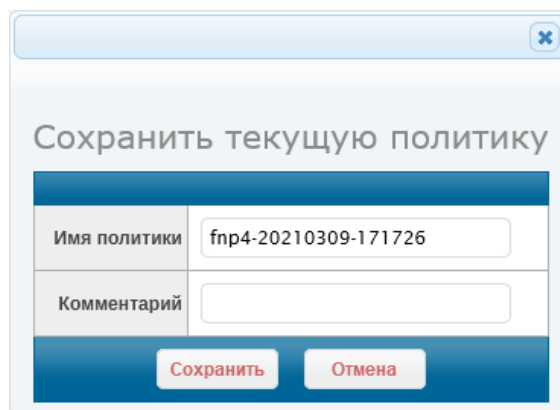 Сохранить текущую политику
Имя политики fnp4-20210309-171726
Комментарий
Сохранить Отмена